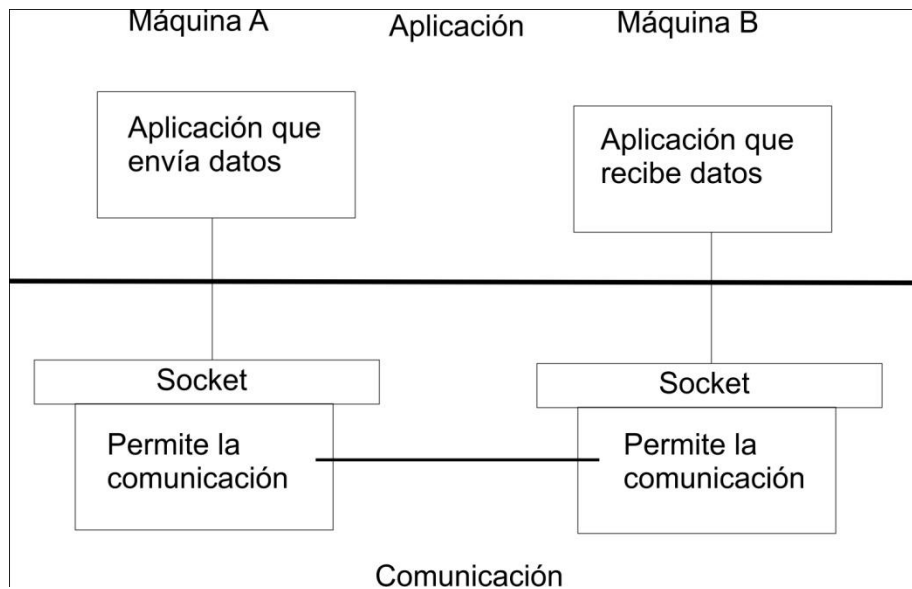 Máquina A
Aplicación
Máquina B
Aplicación que
envía datos
Aplicación que
recibe datos
Socket
Socket
Permite la
comunicación
Permite la
comunicación
Comunicación